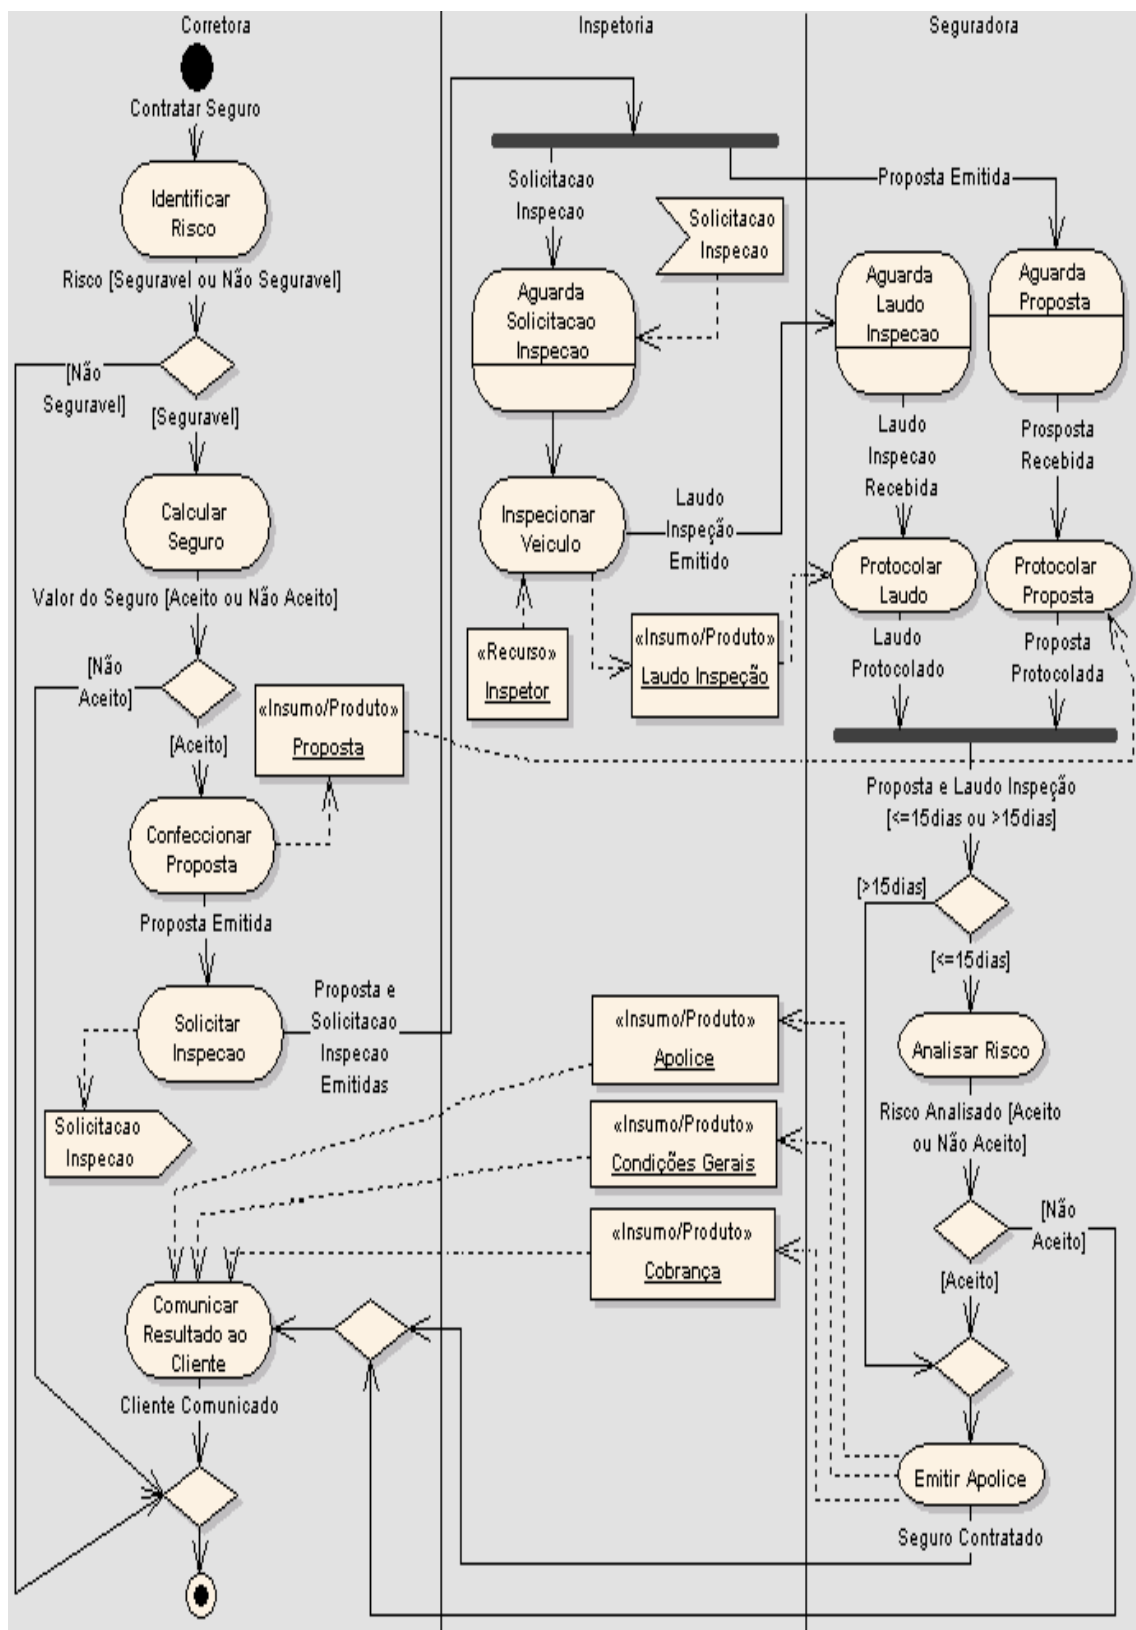 Corretora
Inspetoria
Seguradora
Contratar Seguro
Identificar
Risco
Risco [Seguravel ou Não Seguravel]
[Não
Seguravel]
[Seguravel]
Calcular
Seguro
Valor do Seguro [Aceito ou Não Aceito]
[Não
Aceito]
[Aceito]
«Insumo/Produto»
Proposta
Confeccionar
Proposta
Proposta Emitida
Solicitar
Inspecao
Proposta e
Solicitacao
Inspecao
Emitidas
Solicitacao
Inspecao
Comunicar
Resultado ao
Cliente
Cliente Comunicado
Solicitacao
Inspecao
Solicitacao
Inspecao
Aguarda
Solicitacao
Inspecao
Inspecionar
Veiculo
Laudo
Inspeção
Emitido
«Recurso»
Inspetor
«Insumo/Produto»
Laudo Inspeção
«Insumo/Produto»
Apolice
«Insumo/Produto»
Condições Gerais
«Insumo/Produto»
Cobrança
Proposta Emitida
Aguarda
Laudo
Inspecao
Aguarda
Proposta
Laudo
Inspecao
Recebida
Prosposta
Recebida
Protocolar
Laudo
Protocolar
Proposta
Laudo
Protocolado
Proposta
Protocolada
Proposta e Laudo Inspeção
[<=15dias ou >15dias]
[>15dias]
[<=15dias]
Analisar Risco
Risco Analisado [Aceito
ou Não Aceito]
[Não
Aceito]
[Aceito]
Emitir Apolice
Seguro Contratado